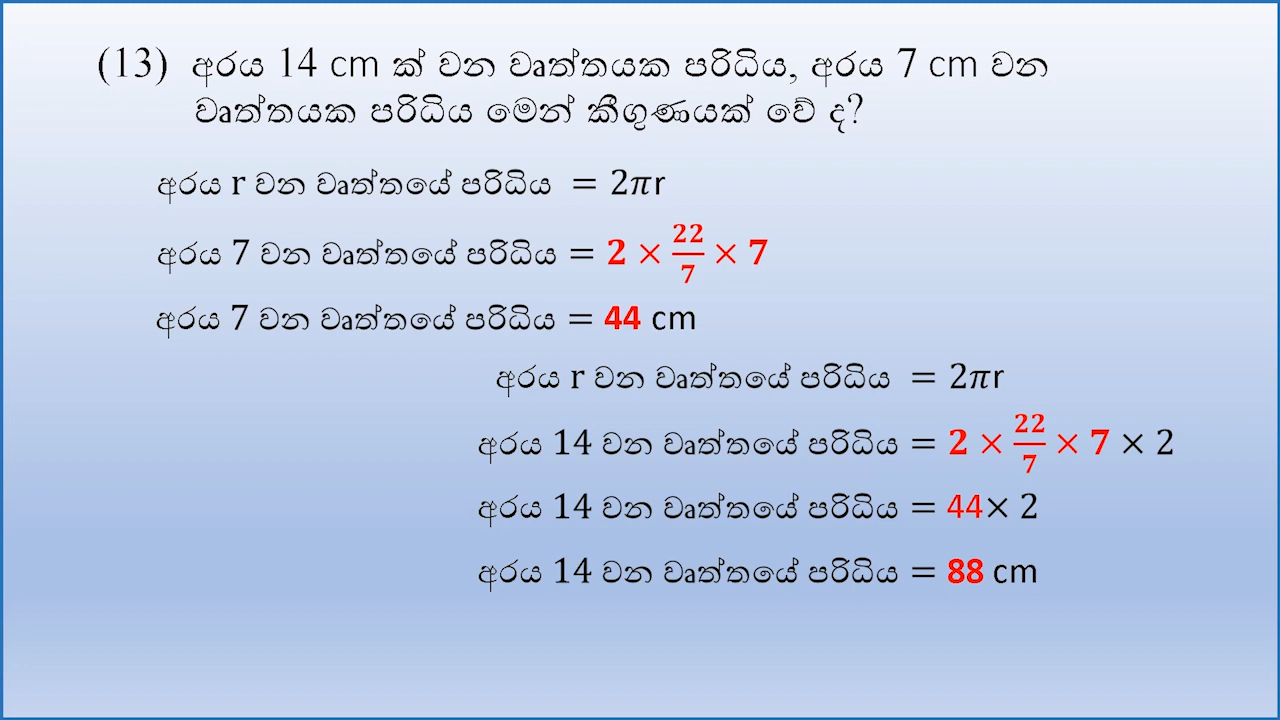 (13) අරය 14 cm ක් වන වෘත්තයක පරිධිය, අරය 7 cm වන
වෘත්තයක පරිධිය මෙන් කීගුණයක් වේ ද?
අරය r වන වෘත්තයේ පරිධිය = 2πr
අරය 7 වන වෘත්තයේ පරිධිය = 2 × 22/7 × 7
අරය 7 වන වෘත්තයේ පරිධිය = 44 cm
අරය r වන වෘත්තයේ පරිධිය = 2πr
අරය 14 වන වෘත්තයේ පරිධිය = 2 × 22/7 × 7 × 2
අරය 14 වන වෘත්තයේ පරිධිය = 44× 2
අරය 14 වන වෘත්තයේ පරිධිය = 88 cm